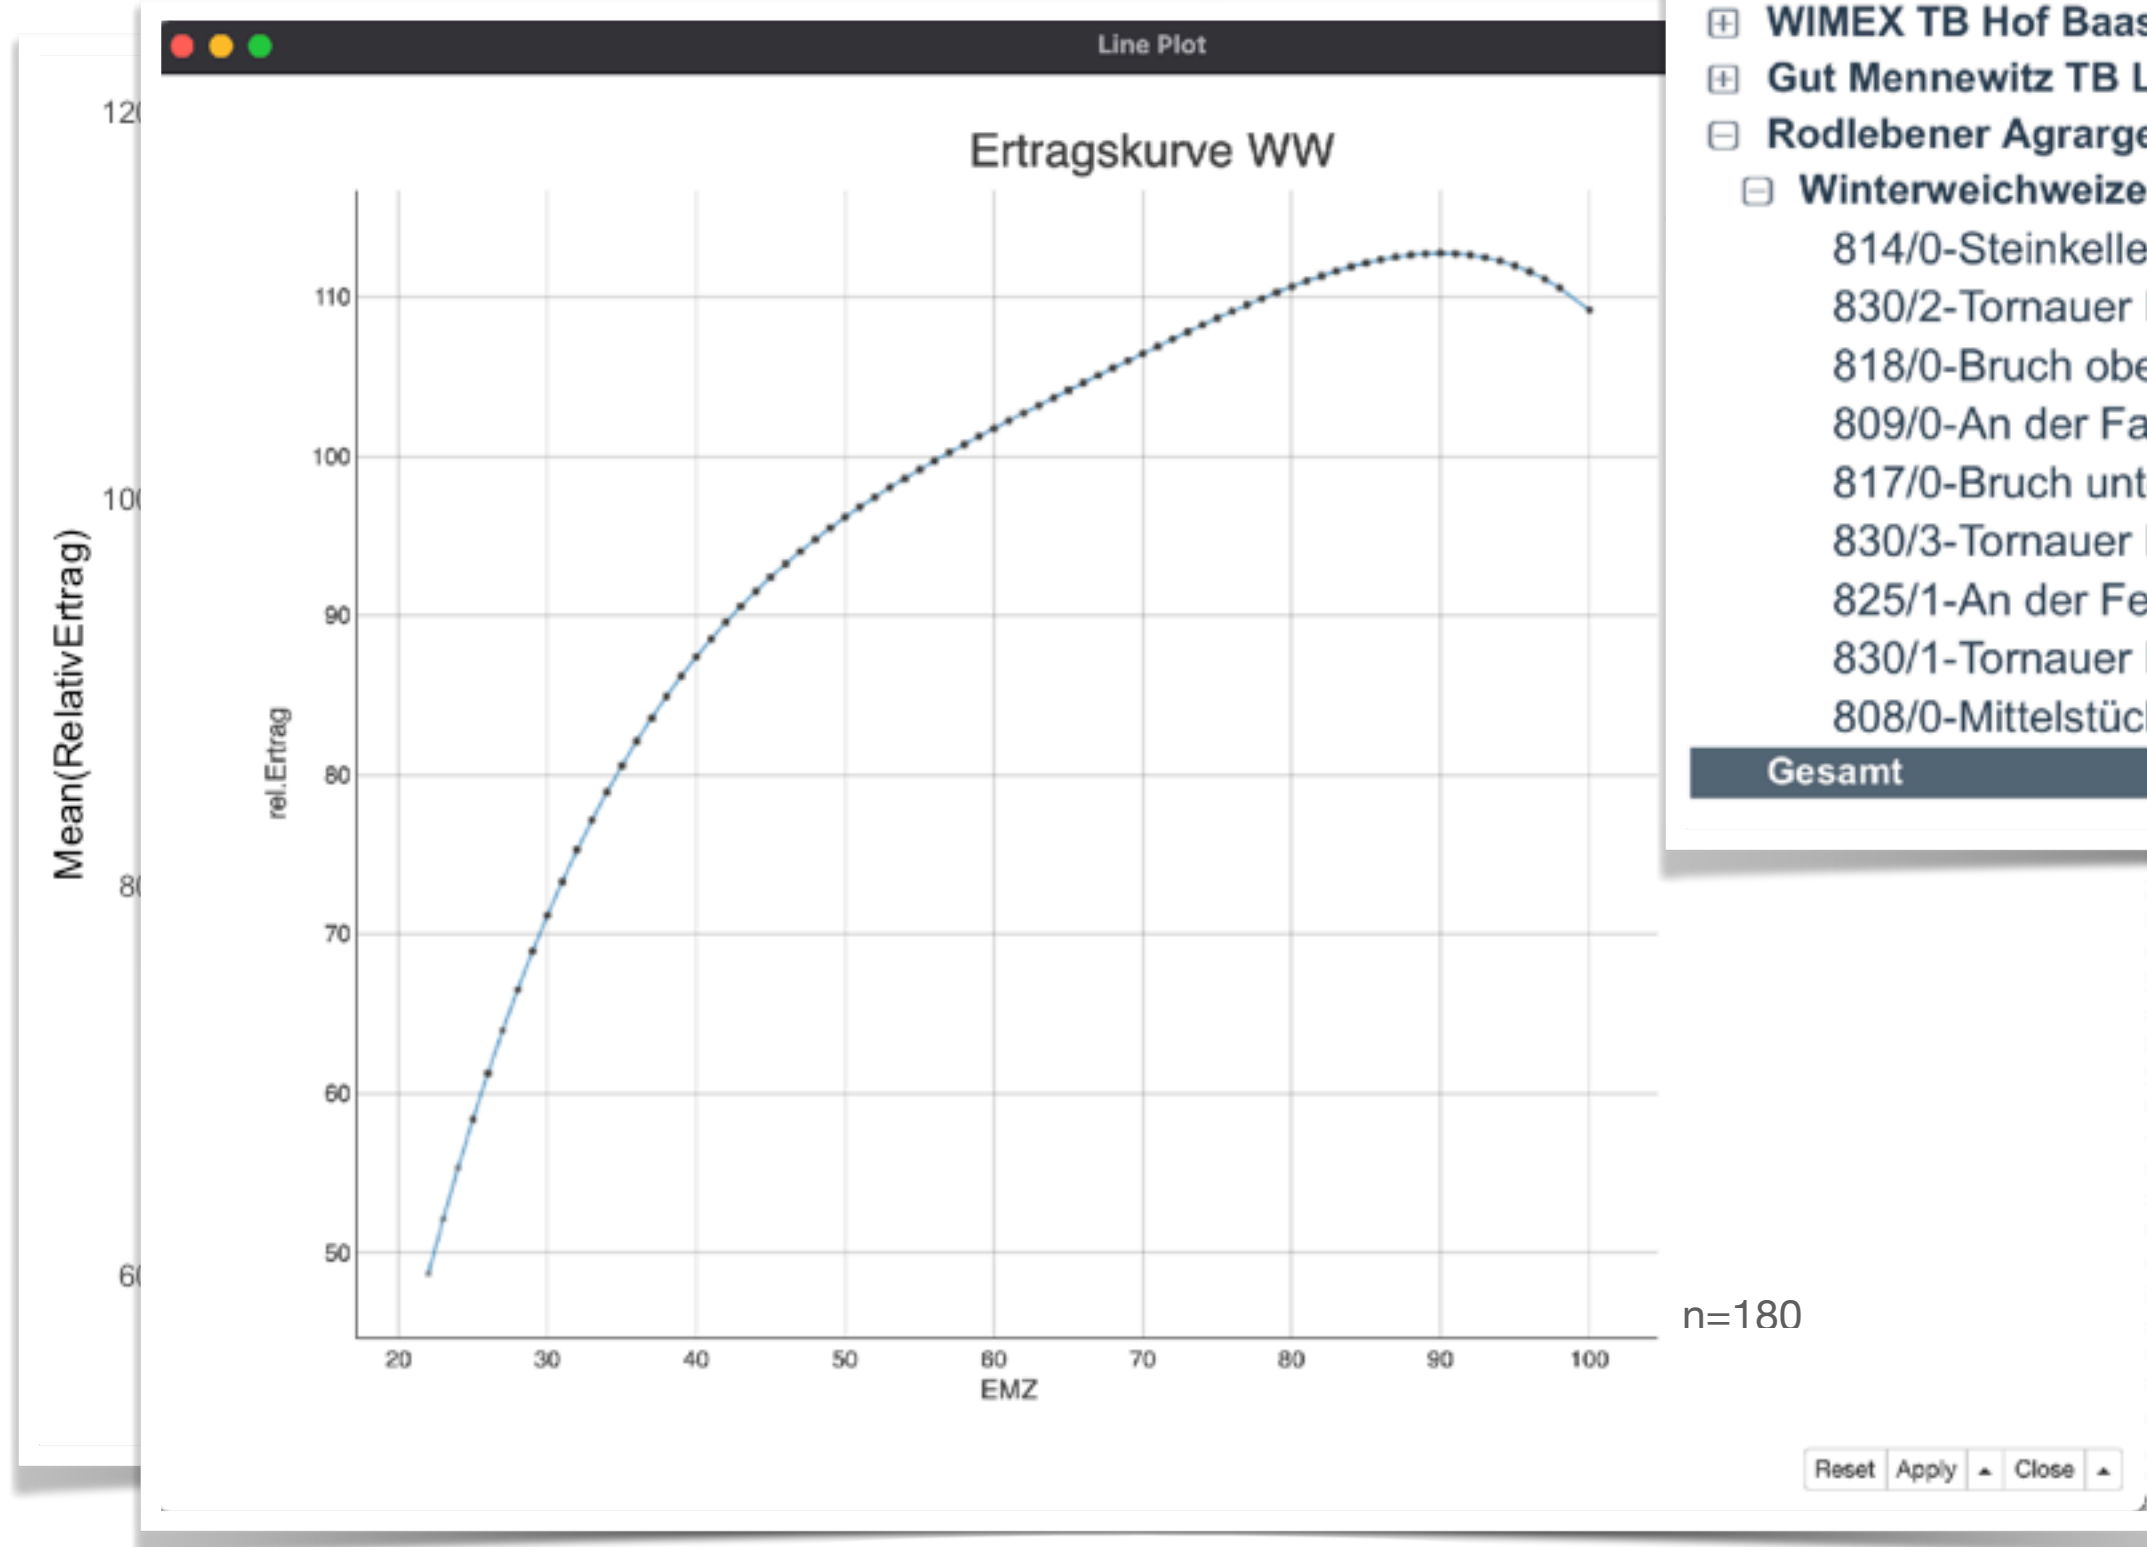 Mean(RelativErtrag)
Line Plot
Ertragskurve WW
110
100
90
80
70
60
50
rel.Ertrag
20 30 40 50 60 70 80 90 100
EMZ
n=180
Reset Apply Close
WIMEX TB Hof Baas
Gut Mennewitz TB L
Rodlebener Agrarge
Winterweichweize
814/0-Steinkelle
830/2-Tornauer
818/0-Bruch obe
809/0-An der Fa
817/0-Bruch unt
830/3-Tornauer
825/1-An der Fe
830/1-Tornauer
808/0-Mittelstüc
Gesamt